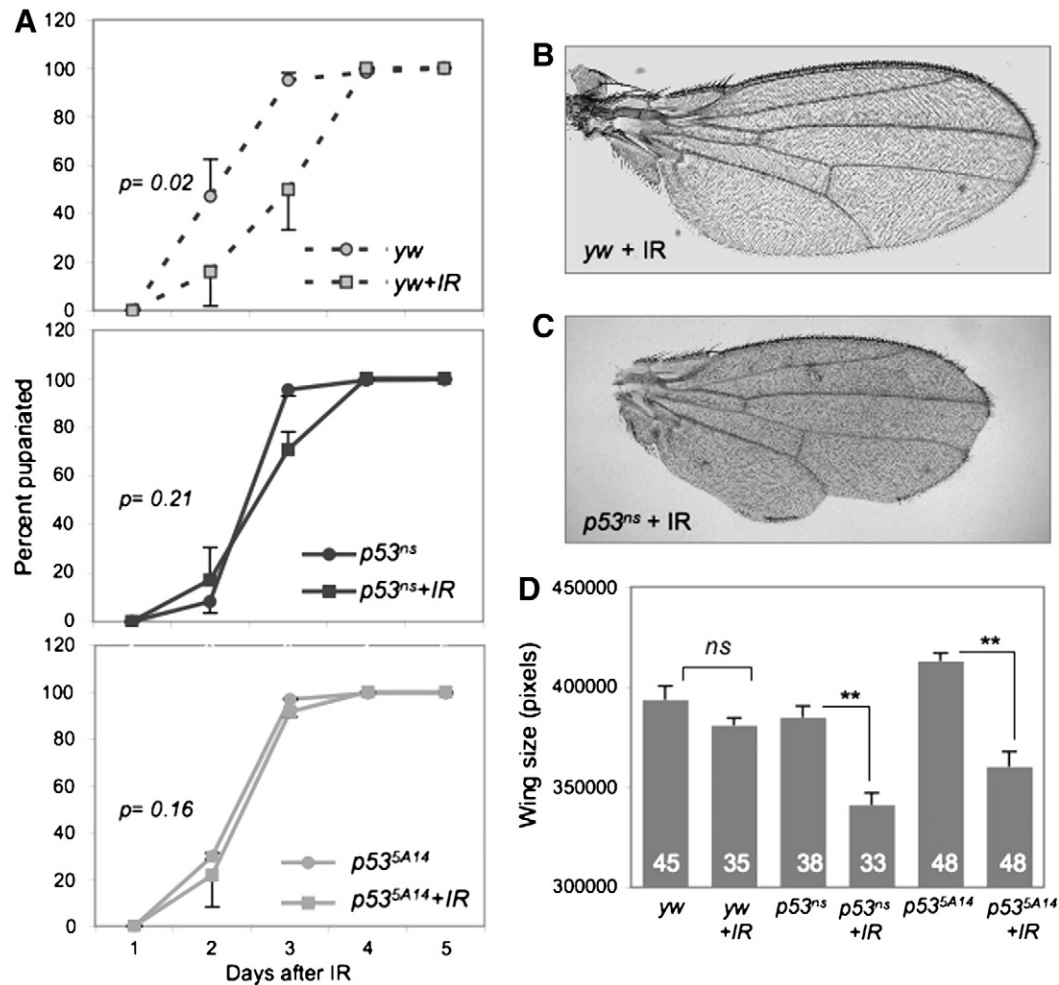 A
Percent pupariated
120
100
80
60
40
20
0
p= 0.02
yw
yw+IR
120
100
80
60
40
20
0
p= 0.21
p53ns
p53ns+IR
120
100
80
60
40
20
0
p= 0.16
p535A14
p535A14+IR
1 2 3 4 5
Days after IR
B
yw + IR
C
p53ns + IR
D
Wing size (pixels)
450000
400000
350000
300000
ns
**
**
45 35 38 33 48 48
yw
yw +IR
p53ns
p53ns +IR
p535A14
p535A14 +IR